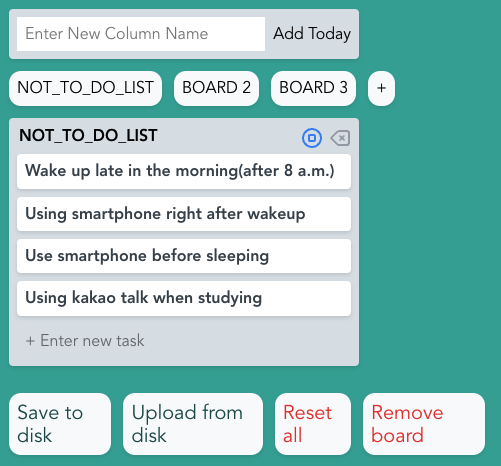 Enter New Column Name Add Today
NOT_TO_DO_LIST BOARD 2 BOARD 3 +
NOT_TO_DO_LIST
Wake up late in the morning(after 8 a.m.)
Using smartphone right after wakeup
Use smartphone before sleeping
Using kakao talk when studying
+ Enter new task
Save to disk
Upload from disk
Reset all
Remove board